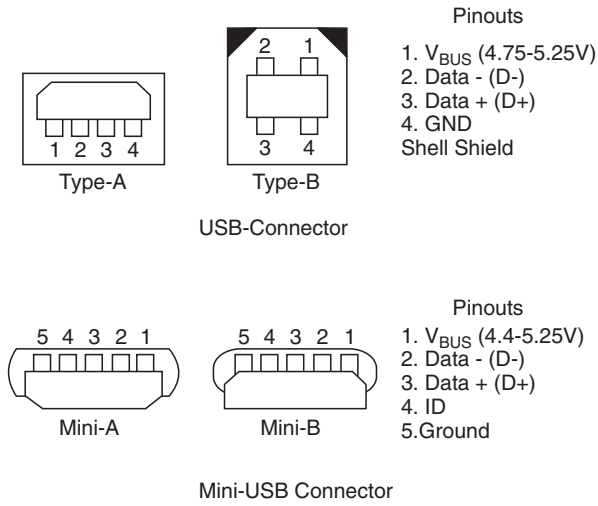 Pinouts
2 1
1. VBUS (4.75-5.25V)
2. Data - (D-)
3. Data + (D+)
4. GND
Shell Shield
1 2 3 4
3 4
Type-A
Type-B
USB-Connector
Pinouts
5 4 3 2 1
5 4 3 2 1
1. VBUS (4.4-5.25V)
2. Data - (D-)
3. Data + (D+)
4. ID
5.Ground
Mini-A
Mini-B
Mini-USB Connector